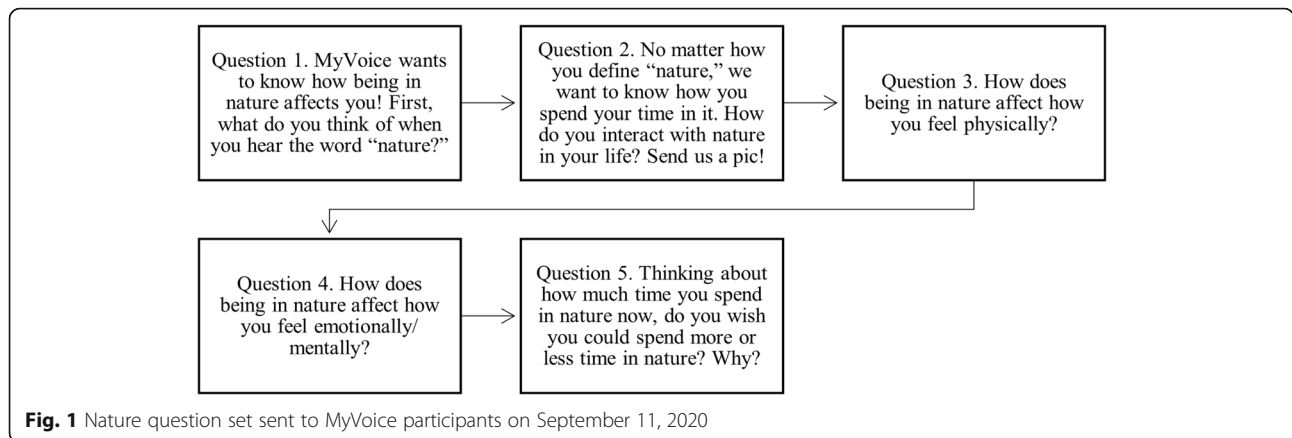 Question 1. MyVoice wants
to know how being in
nature affects you! First,
what do you think of when
you hear the word “nature?”
Question 2. No matter how
you define “nature,” we
want to know how you
spend your time in it. How
do you interact with nature
in your life? Send us a pic!
Question 3. How does
being in nature affect how
you feel physically?
Question 4. How does
being in nature affect how
you feel emotionally/
mentally?
Question 5. Thinking about
how much time you spend
in nature now, do you wish
you could spend more or
less time in nature? Why?
Fig. 1 Nature question set sent to MyVoice participants on September 11, 2020